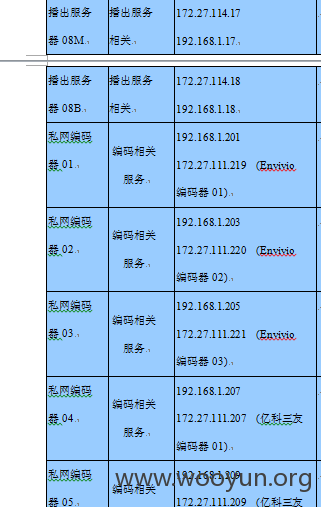 播出服务
器 08M
播出服务
相关
172.27.114.17
192.168.1.17
播出服务
器 08B
播出服务
相关
172.27.114.18
192.168.1.18
私网编码
器 01
编码相关
服务
192.168.1.201
172.27.111.219 （Envivio
编码器 01)
私网编码
器 02
编码相关
服务
192.168.1.203
172.27.111.220 （Envivio
编码器 02)
私网编码
器 03
编码相关
服务
192.168.1.205
172.27.111.221 （Envivio
编码器 03)
私网编码
器 04
编码相关
服务
192.168.1.207
172.27.111.207 （亿科三友
编码器 01)
私网编码
器 05
编码相关
192.168.1.209
172.27.111.209 （亿科三友
www.wooyun.org